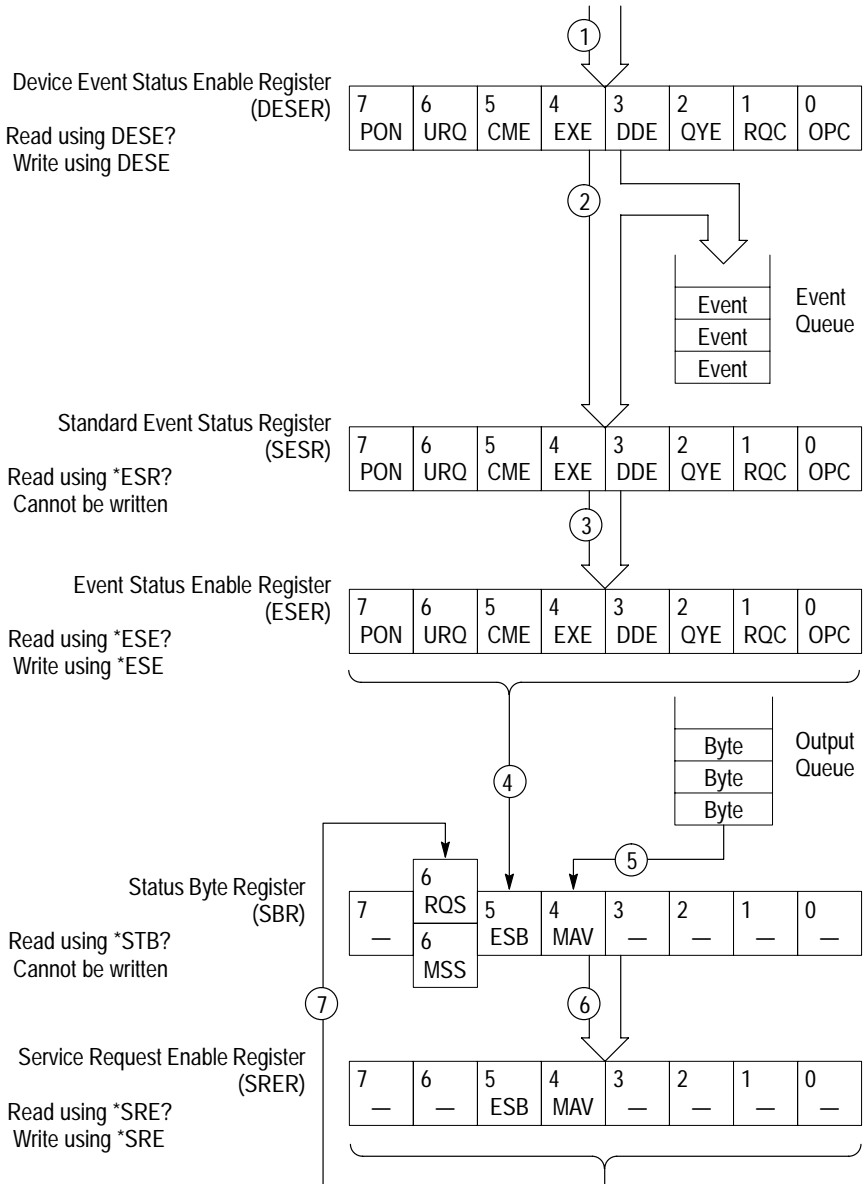 1
Device Event Status Enable Register
(DESER)
Read using DESE?
Write using DESE
7 6 5 4 3 2 1 0
PON URQ CME EXE DDE QYE RQC OPC
2
Event
Event
Event
Event
Queue
Standard Event Status Register
(SESR)
Read using *ESR?
Cannot be written
7 6 5 4 3 2 1 0
PON URQ CME EXE DDE QYE RQC OPC
3
Event Status Enable Register
(ESER)
Read using *ESE?
Write using *ESE
7 6 5 4 3 2 1 0
PON URQ CME EXE DDE QYE RQC OPC
Byte
Byte
Byte
Output
Queue
4
5
Status Byte Register
(SBR)
Read using *STB?
Cannot be written
6
RQS
6
MSS
7 5 4 3 2 1 0
— ESB MAV — — — —
7
6
Service Request Enable Register
(SRER)
Read using *SRE?
Write using *SRE
7 6 5 4 3 2 1 0
— — ESB MAV — — — —